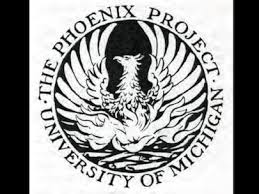 · THE PHOENIX PROJECT ·
UNIVERSITY OF MICHIGAN